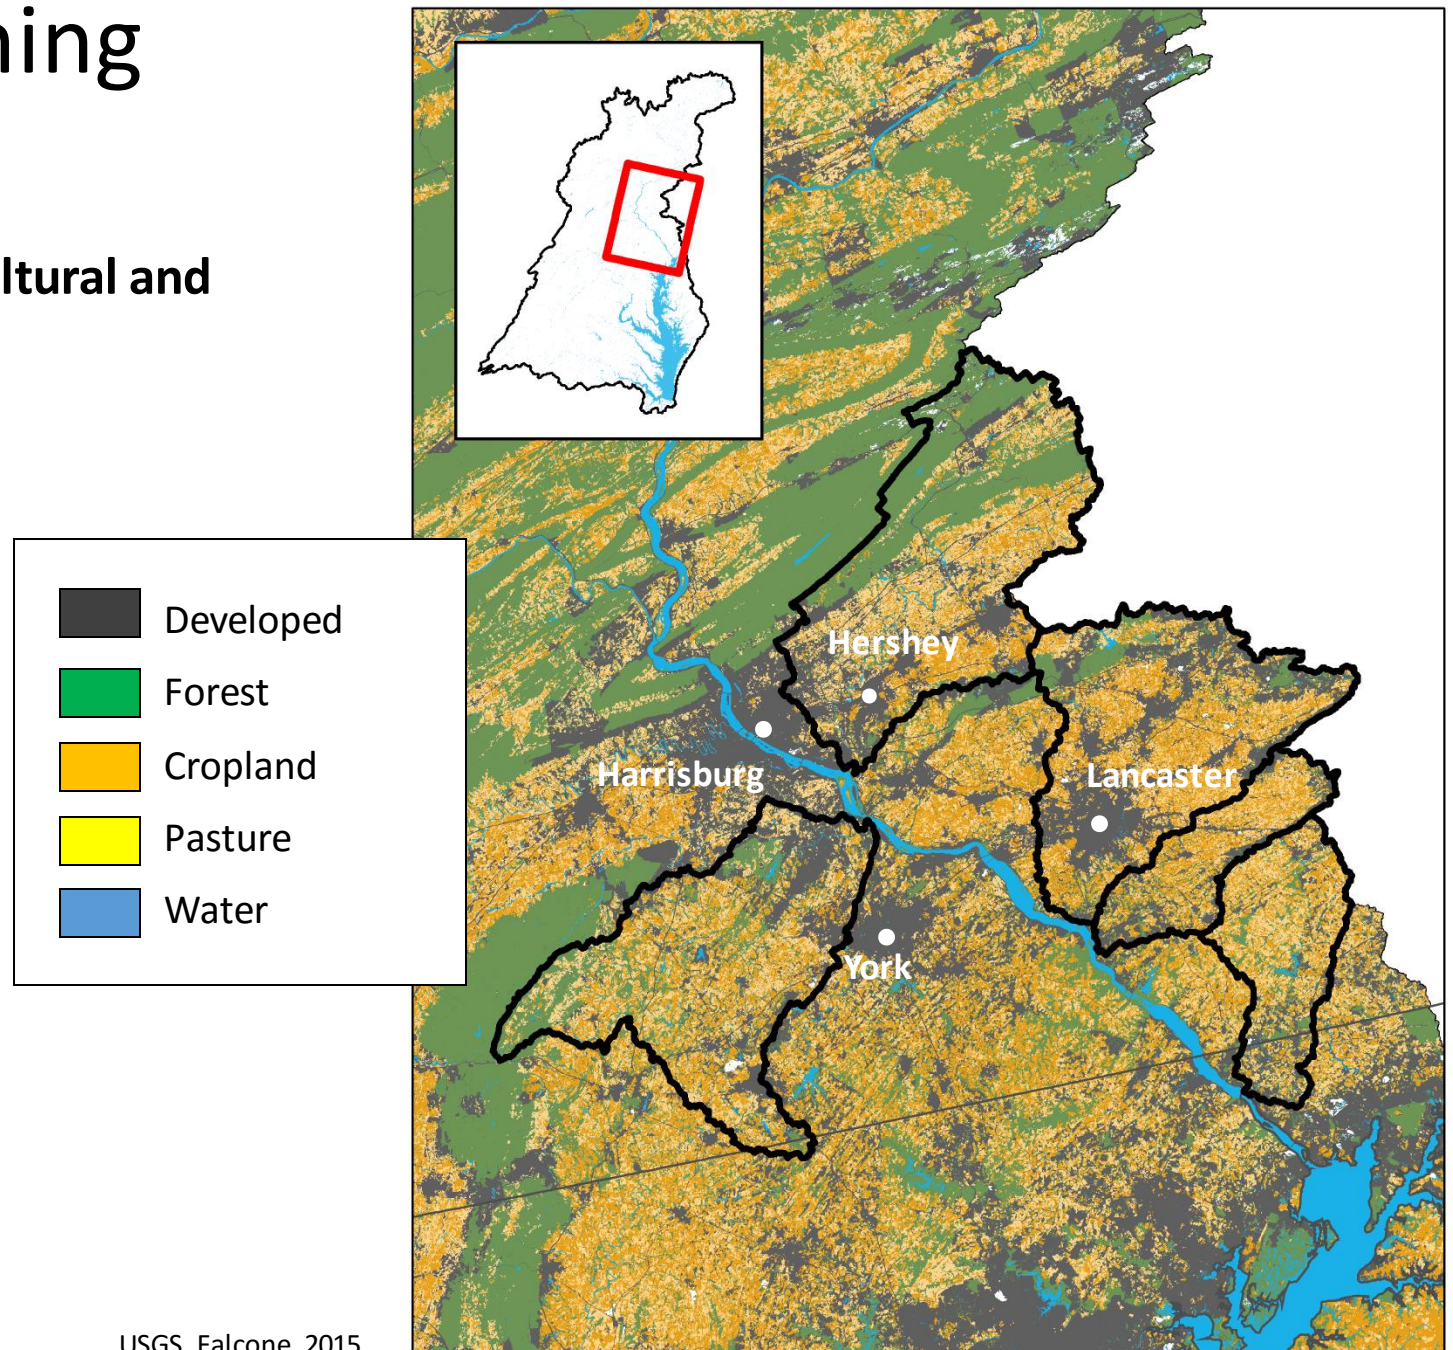 ning
ltural and
Developed
Forest
Cropland
Pasture
Water
Hershey
Harrisburg
Lancaster
York
USGS, Falcone, 2015